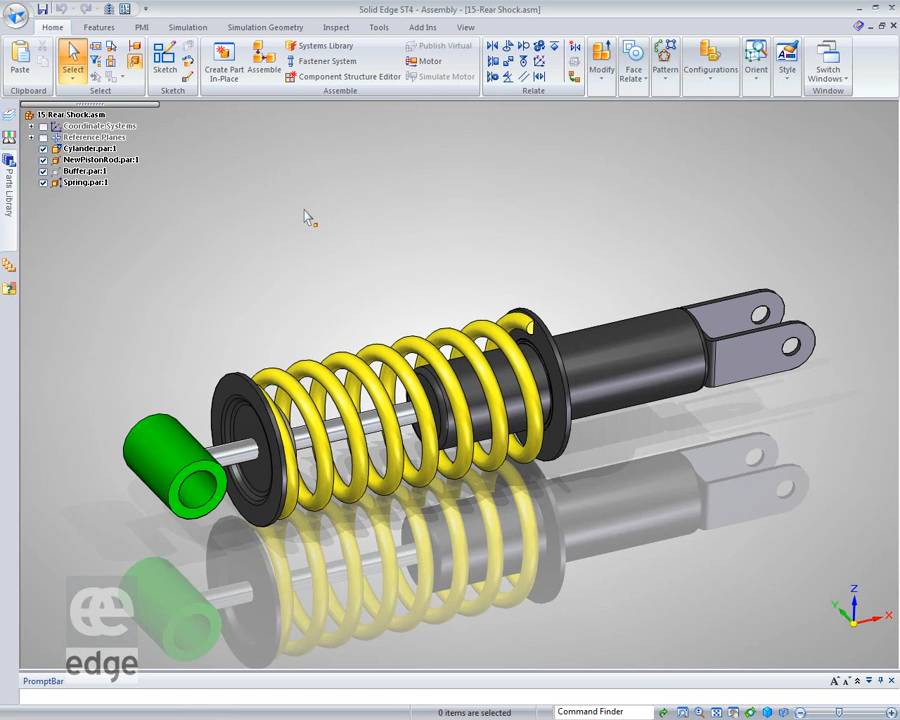 Solid Edge ST4 - Assembly - [15-Rear Shock.asm]
Home Features PMI Simulation Simulation Geometry Inspect Tools Add Ins View
Paste
Clipboard
Select
Select
Sketch
Sketch
Create Part In-Place
Assemble
Systems Library
Fastener System
Component Structure Editor
Publish Virtual
Motor
Simulate Motor
Assemble
Relate
Modify
Face Relate
Pattern
Configurations
Orient
Style
Switch Windows
Window
Parts Library
15-Rear Shock.asm
Coordinate Systems
Reference Planes
Cylander.par:1
NewPistonRod.par:1
Buffer.par:1
Spring.par:1
Z
Y
X
edge
PromptBar
A A
0 items are selected
Command Finder